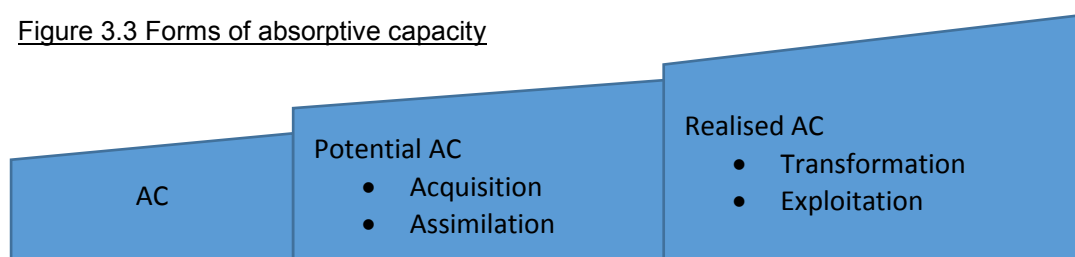 Figure 3.3 Forms of absorptive capacity
AC
Potential AC
• Acquisition
• Assimilation
Realised AC
• Transformation
• Exploitation